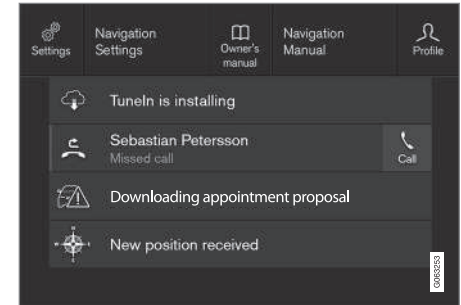 Settings
Navigation
Settings
Owner's
manual
Navigation
Manual
Profile
TuneIn is installing
Sebastian Petersson
Missed call
Call
Downloading appointment proposal
New position received
G063253